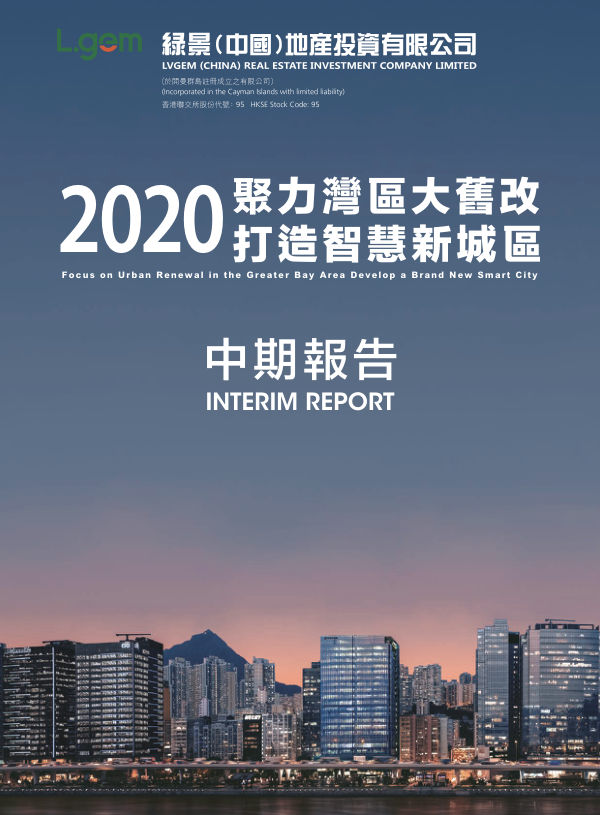 L.gem
綠景(中國)地產投資有限公司
LVGEM (CHINA) REAL ESTATE INVESTMENT COMPANY LIMITED
(於開曼群島註冊成立之有限公司)
(Incorporated in the Cayman Islands with limited liability)
香港聯交所股份代號: 95 HKSE Stock Code: 95
2020
聚力灣區大舊改
打造智慧新城區
Focus on Urban Renewal in the Greater Bay Area Develop a Brand New Smart City
中期報告
INTERIM REPORT